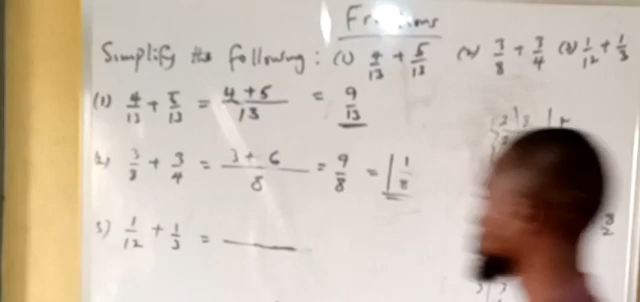 Fractions
Simplify the following: (1) 4/13 + 5/13 (2) 3/8 + 3/4 (3) 1/12 + 1/3
(1) 4/13 + 5/13 = 4+5/13 = 9/13
2) 3/8 + 3/4 = 3+6/8 = 9/8 = 1 1/8
3) 1/12 + 1/3 =